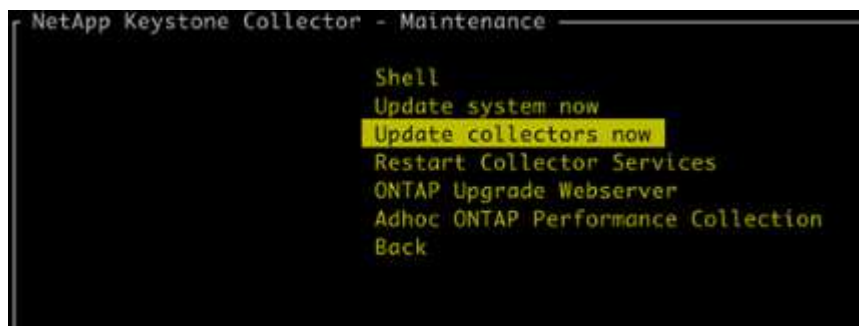 NetApp Keystone Collector - Maintenance
Shell
Update system now
Update collectors now
Restart Collector Services
ONTAP Upgrade Webserver
Adhoc ONTAP Performance Collection
Back